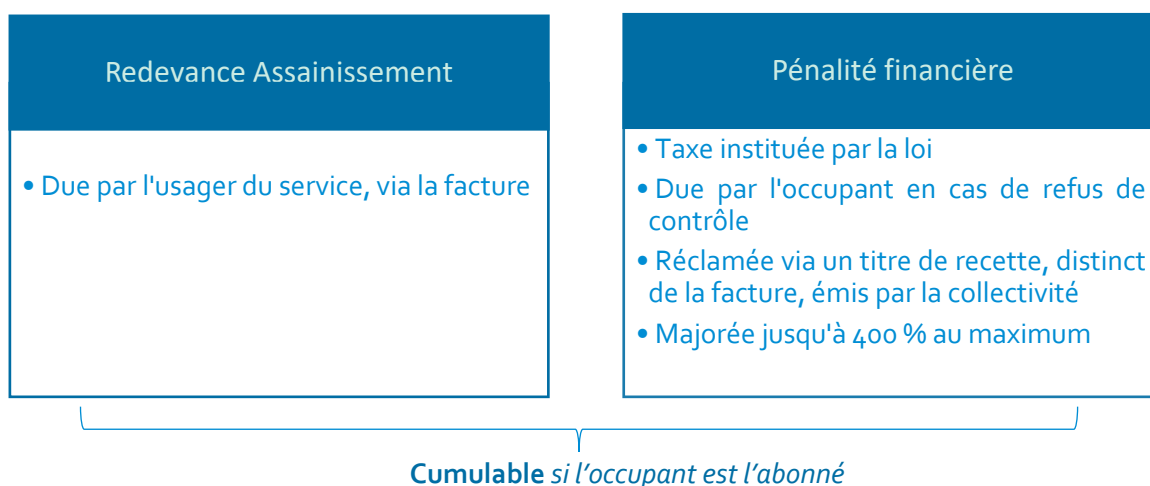 Redevance Assainissement
• Due par l'usager du service, via la facture
Pénalité financière
• Taxe instituée par la loi
• Due par l'occupant en cas de refus de
contrôle
• Réclamée via un titre de recette, distinct
de la facture, émis par la collectivité
• Majorée jusqu'à 400 % au maximum
Cumulable si l'occupant est l'abonné